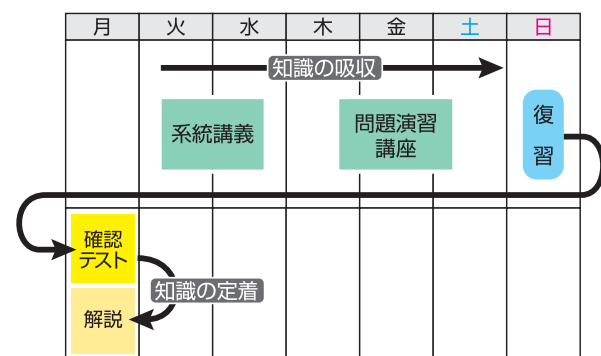 月 火 水 木 金 土 日
知識の吸収
系統講義
問題演習
講座
復
習
確認
テスト
知識の定着
解説